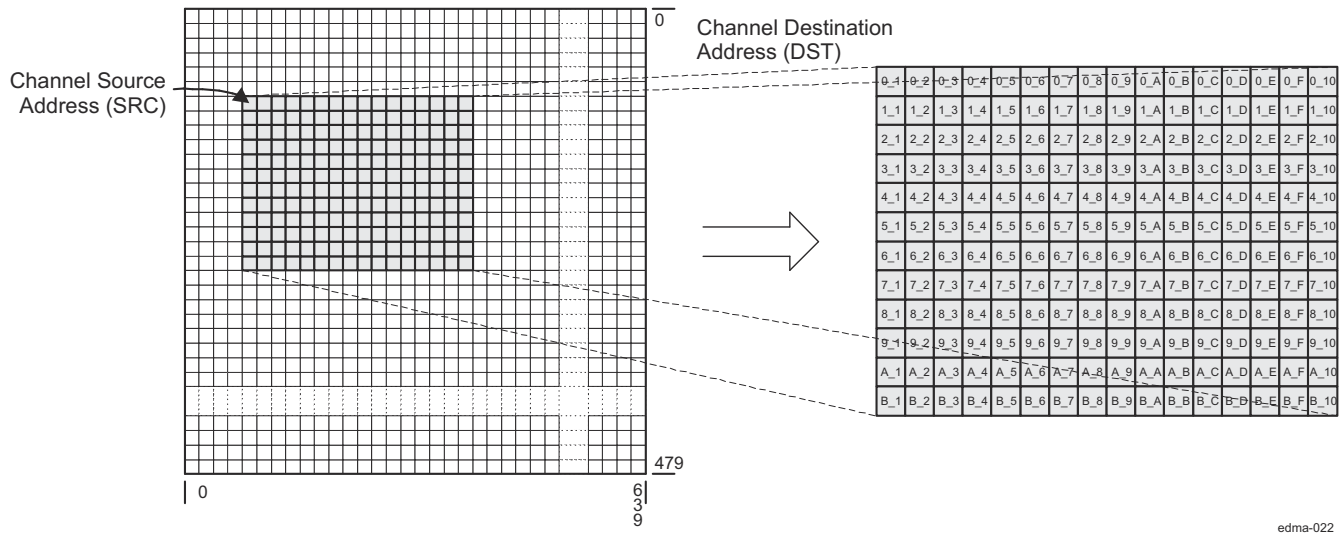 0
Channel Destination
Address (DST)
Channel Source
Address (SRC)
0_1 0_2 0_3 0_4 0_5 0_6 0_7 0_8 0_9 0_A 0_B 0_C 0_D 0_E 0_F 0_10
1_1 1_2 1_3 1_4 1_5 1_6 1_7 1_8 1_9 1_A 1_B 1_C 1_D 1_E 1_F 1_10
2_1 2_2 2_3 2_4 2_5 2_6 2_7 2_8 2_9 2_A 2_B 2_C 2_D 2_E 2_F 2_10
3_1 3_2 3_3 3_4 3_5 3_6 3_7 3_8 3_9 3_A 3_B 3_C 3_D 3_E 3_F 3_10
4_1 4_2 4_3 4_4 4_5 4_6 4_7 4_8 4_9 4_A 4_B 4_C 4_D 4_E 4_F 4_10
5_1 5_2 5_3 5_4 5_5 5_6 5_7 5_8 5_9 5_A 5_B 5_C 5_D 5_E 5_F 5_10
6_1 6_2 6_3 6_4 6_5 6_6 6_7 6_8 6_9 6_A 6_B 6_C 6_D 6_E 6_F 6_10
7_1 7_2 7_3 7_4 7_5 7_6 7_7 7_8 7_9 7_A 7_B 7_C 7_D 7_E 7_F 7_10
8_1 8_2 8_3 8_4 8_5 8_6 8_7 8_8 8_9 8_A 8_B 8_C 8_D 8_E 8_F 8_10
9_1 9_2 9_3 9_4 9_5 9_6 9_7 9_8 9_9 9_A 9_B 9_C 9_D 9_E 9_F 9_10
A_1 A_2 A_3 A_4 A_5 A_6 A_7 A_8 A_9 A_A A_B A_C A_D A_E A_F A_10
B_1 B_2 B_3 B_4 B_5 B_6 B_7 B_8 B_9 B_A B_B B_C B_D B_E B_F B_10
479
0
639
edma-022